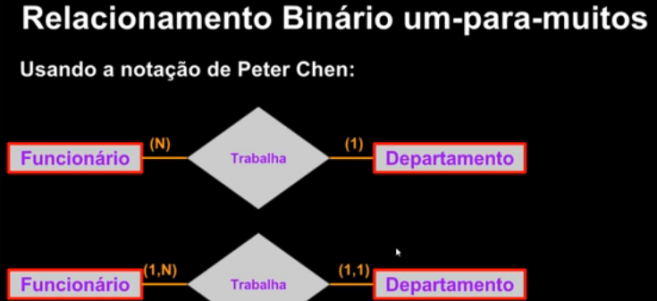 Relacionamento Binário um-para-muitos
Usando a notação de Peter Chen:
(N) (1)
Funcionário Trabalha Departamento
(1,N) (1,1)
Funcionário Trabalha Departamento